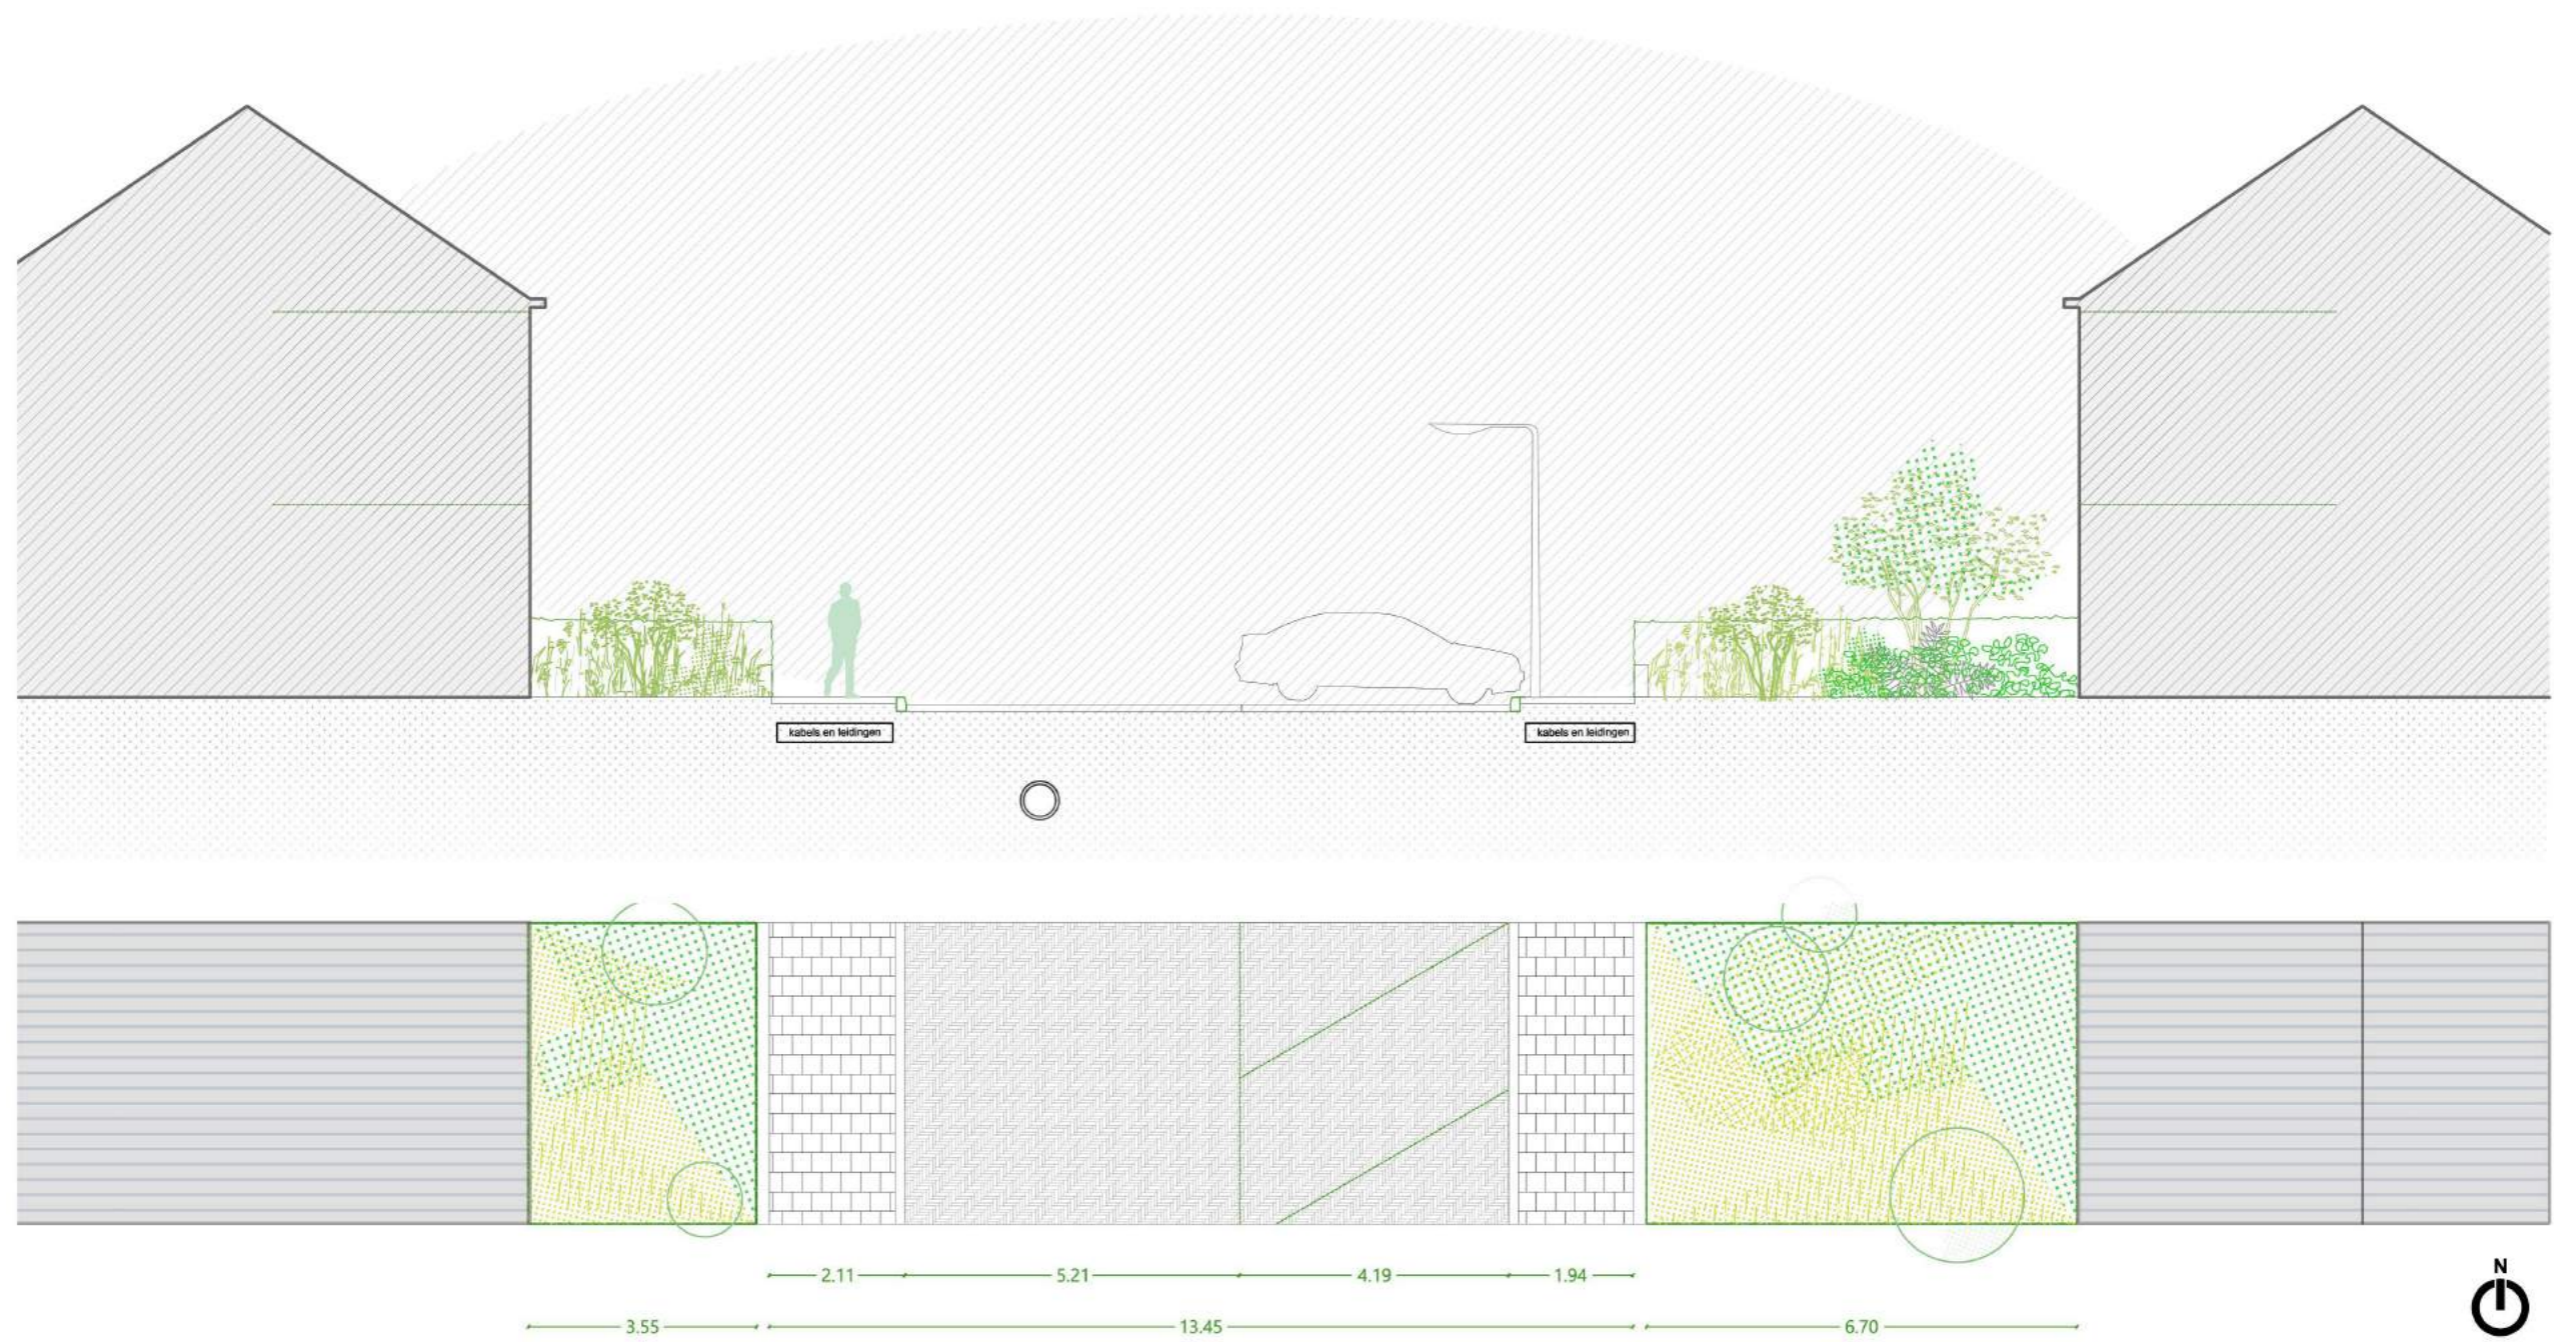 kabels en leidingen
kabels en leidingen
2.11 5.21 4.19 1.94
N
3.55 13.45 6.70